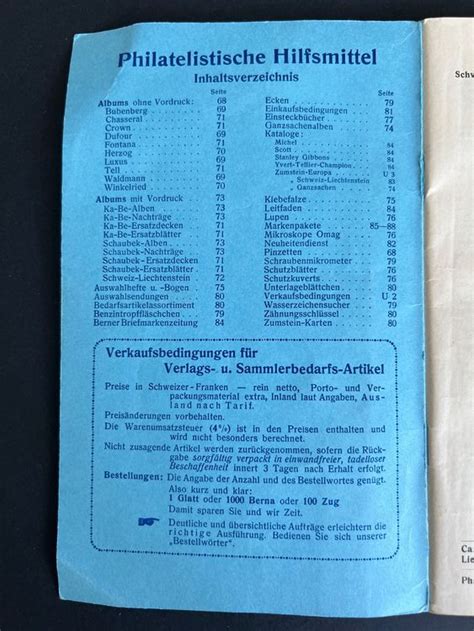 Philatelistische Hilfsmittel
Inhaltsverzeichnis
Seite
Albums ohne Vordruck: 68
Bubenberg 69
Chasseral 71
Crown 71
Dufour 69
Fontana 71
Herzog 70
Luxus 69
Tell 71
Waldmann 69
Winkelried 70
Albums mit Vordruck 73
Ka-Be-Alben 73
Ka-Be-Nachträge 73
Ka-Be-Ersatzdecken 71
Ka-Be-Ersatzblätter 71
Schaubek-Alben 73
Schaubek-Nachträge 73
Schaubek-Ersatzdecken 71
Schaubek-Ersatzblätter 71
Schweiz-Liechtenstein 72
Auswahlhefte u. -Bogen 75
Auswahlsendungen 80
Bedarfsartikelassortiment 80
Benzintropffläschchen 79
Berner Briefmarkenzeitung 84
Seite
Ecken 79
Einkaufsbedingungen 81
Einsteckbücher 77
Ganzsachenalben 74
Kataloge:
Michel 84
Scott 84
Stanley Gibbons 84
Yvert-Tellier-Champion 84
Zumstein-Europa U 3
„ Schweiz-Liechtenstein 83
„ Ganzsachen 74
Klebefalze 75
Leitfaden 84
Lupen 76
Markenpakete 85—88
Mikroskope Omag 76
Neuheitendienst 82
Pinzetten 68
Schraubennikrometer 79
Schutzblätter 76
Schutzkuverts 76
Unterlageblättchen 80
Verkaufsbedingungen U 2
Wasserzeichensucher 79
Zähnungsschlüssel 80
Zumstein-Karten 80
Verkaufsbedingungen für
Verlags- u. Sammlerbedarfs-Artikel
Preise in Schweizer-Franken — rein netto, Porto- und Ver-
packungsmaterial extra, Inland laut Angaben, Aus-
land nach Tarif.
Preisänderungen vorbehalten.
Die Warenumsatzsteuer (4%) ist in den Preisen enthalten und
wird nicht besonders berechnet.
Nicht zusagende Artikel werden zurückgenommen, sofern die Rück-
gabe sorgfältig verpackt in einwandfreier, tadelloser
Beschaffenheit innert 3 Tagen nach Erhalt erfolgt.
Bestellungen: Die Angabe der Anzahl und des Bestellwortes genügt.
Also kurz und klar:
1 Glatt oder 1000 Berna oder 100 Zug
Damit sparen Sie und wir Zeit.
Deutliche und übersichtliche Aufträge erleichtern die
richtige Ausführung. Bedienen Sie sich unserer
„Bestellwörter".
Schw
Ca
Lie
Ph